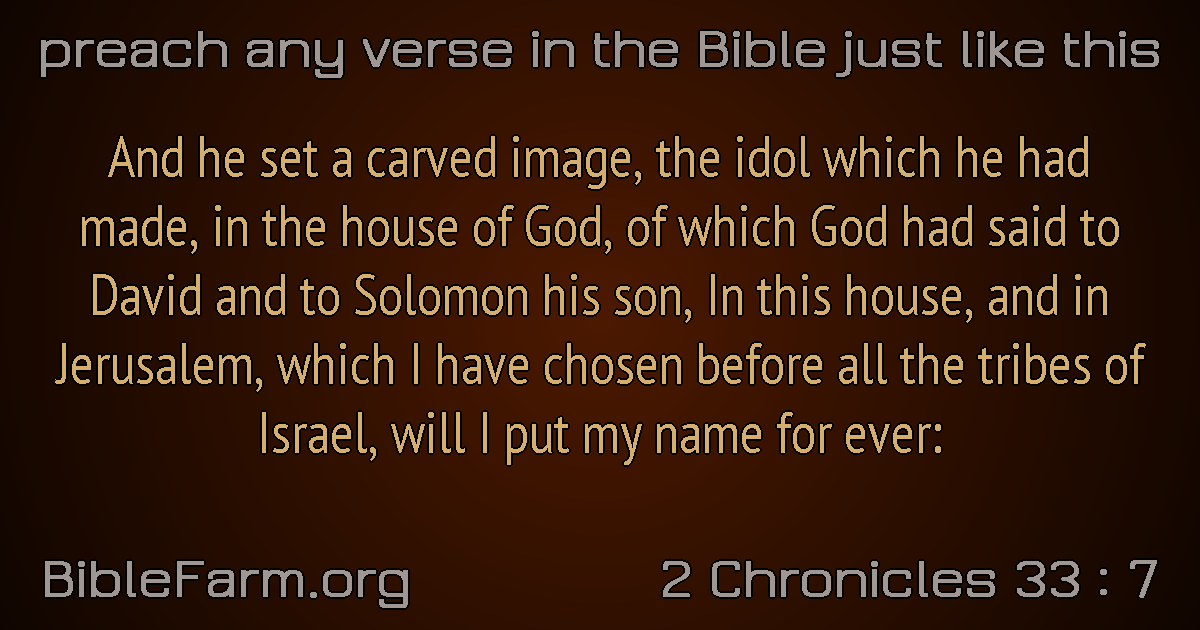 preach any verse in the Bible just like this
And he set a carved image, the idol which he had
made, in the house of God, of which God had said to
David and to Solomon his son, In this house, and in
Jerusalem, which I have chosen before all the tribes of
Israel, will I put my name for ever:
BibleFarm.org
2 Chronicles 33 : 7